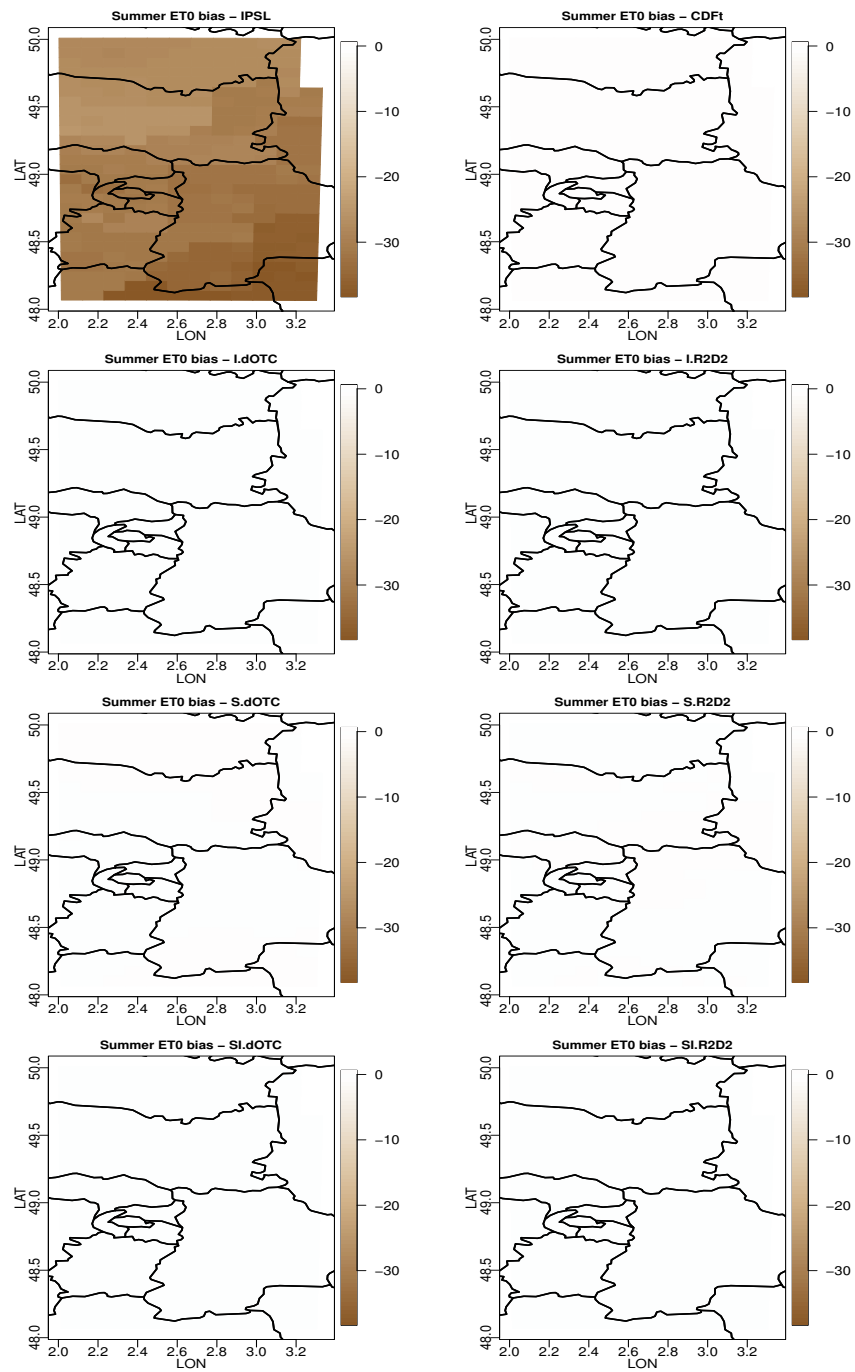 Summer ET0 bias − IPSL
LAT
48.0 48.5 49.0 49.5 50.0
2.0 2.2 2.4 2.6 2.8 3.0 3.2
LON
0
−10
−20
−30
Summer ET0 bias − CDFt
LAT
48.0 48.5 49.0 49.5 50.0
2.0 2.2 2.4 2.6 2.8 3.0 3.2
LON
0
−10
−20
−30
Summer ET0 bias − I.dOTC
LAT
48.0 48.5 49.0 49.5 50.0
2.0 2.2 2.4 2.6 2.8 3.0 3.2
LON
0
−10
−20
−30
Summer ET0 bias − I.R2D2
LAT
48.0 48.5 49.0 49.5 50.0
2.0 2.2 2.4 2.6 2.8 3.0 3.2
LON
0
−10
−20
−30
Summer ET0 bias − S.dOTC
LAT
48.0 48.5 49.0 49.5 50.0
2.0 2.2 2.4 2.6 2.8 3.0 3.2
LON
0
−10
−20
−30
Summer ET0 bias − S.R2D2
LAT
48.0 48.5 49.0 49.5 50.0
2.0 2.2 2.4 2.6 2.8 3.0 3.2
LON
0
−10
−20
−30
Summer ET0 bias − SI.dOTC
LAT
48.0 48.5 49.0 49.5 50.0
2.0 2.2 2.4 2.6 2.8 3.0 3.2
LON
0
−10
−20
−30
Summer ET0 bias − SI.R2D2
LAT
48.0 48.5 49.0 49.5 50.0
2.0 2.2 2.4 2.6 2.8 3.0 3.2
LON
0
−10
−20
−30